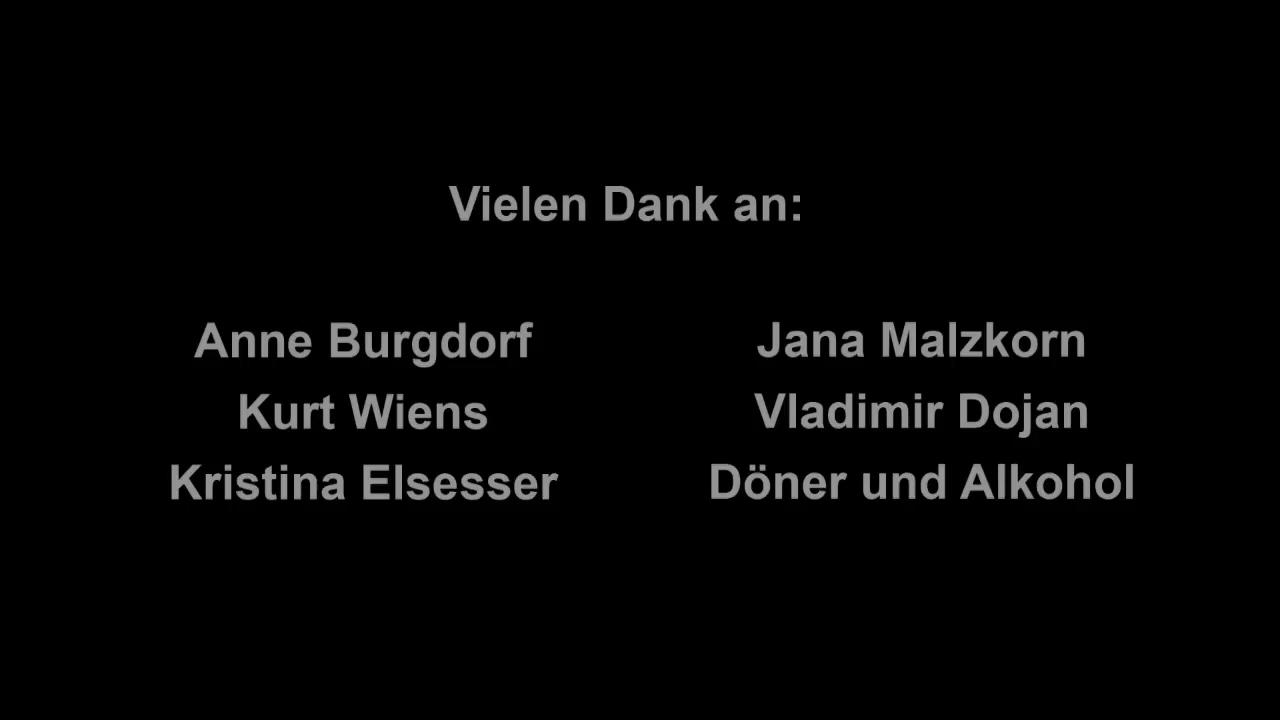 Vielen Dank an:
Anne Burgdorf
Kurt Wiens
Kristina Elsesser
Jana Malzkorn
Vladimir Dojan
Döner und Alkohol